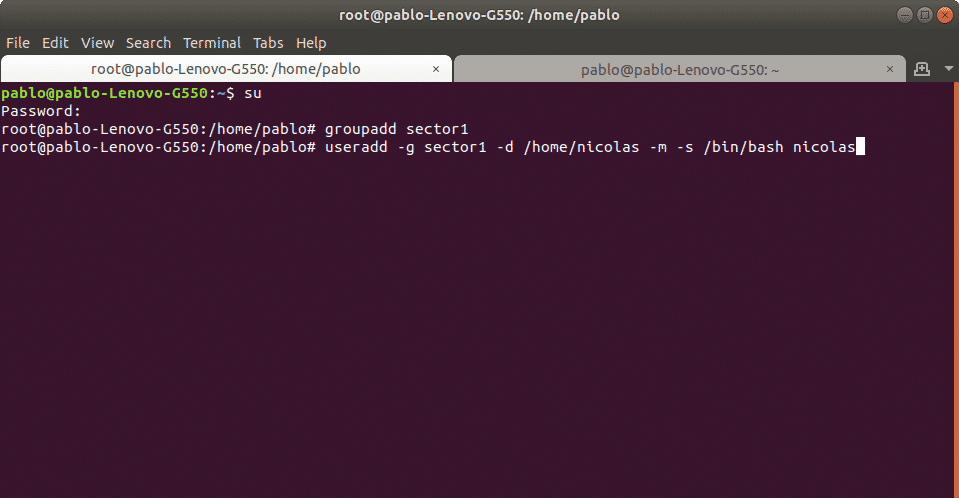 root@pablo-Lenovo-G550: /home/pablo
File Edit View Search Terminal Tabs Help
root@pablo-Lenovo-G550: /home/pablo × pablo@pablo-Lenovo-G550: ~ ×
pablo@pablo-Lenovo-G550:~$ su
Password:
root@pablo-Lenovo-G550:/home/pablo# groupadd sector1
root@pablo-Lenovo-G550:/home/pablo# useradd -g sector1 -d /home/nicolas -m -s /bin/bash nicolas